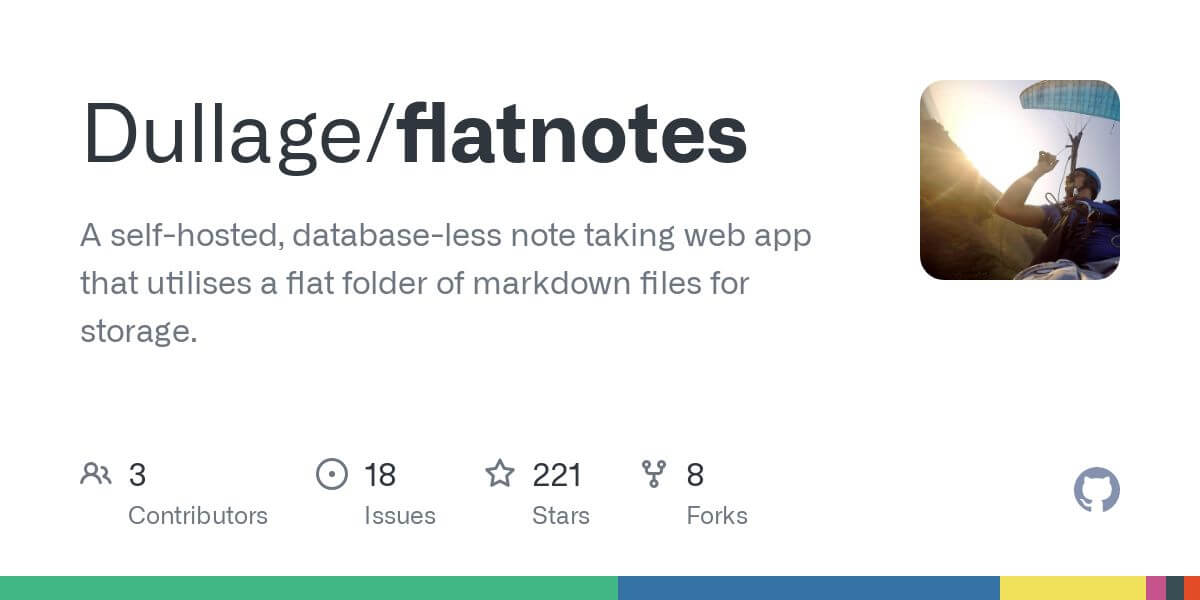 Dullage/flatnotes
A self-hosted, database-less note taking web app
that utilises a flat folder of markdown files for
storage.
3 18 221 8
Contributors Issues Stars Forks